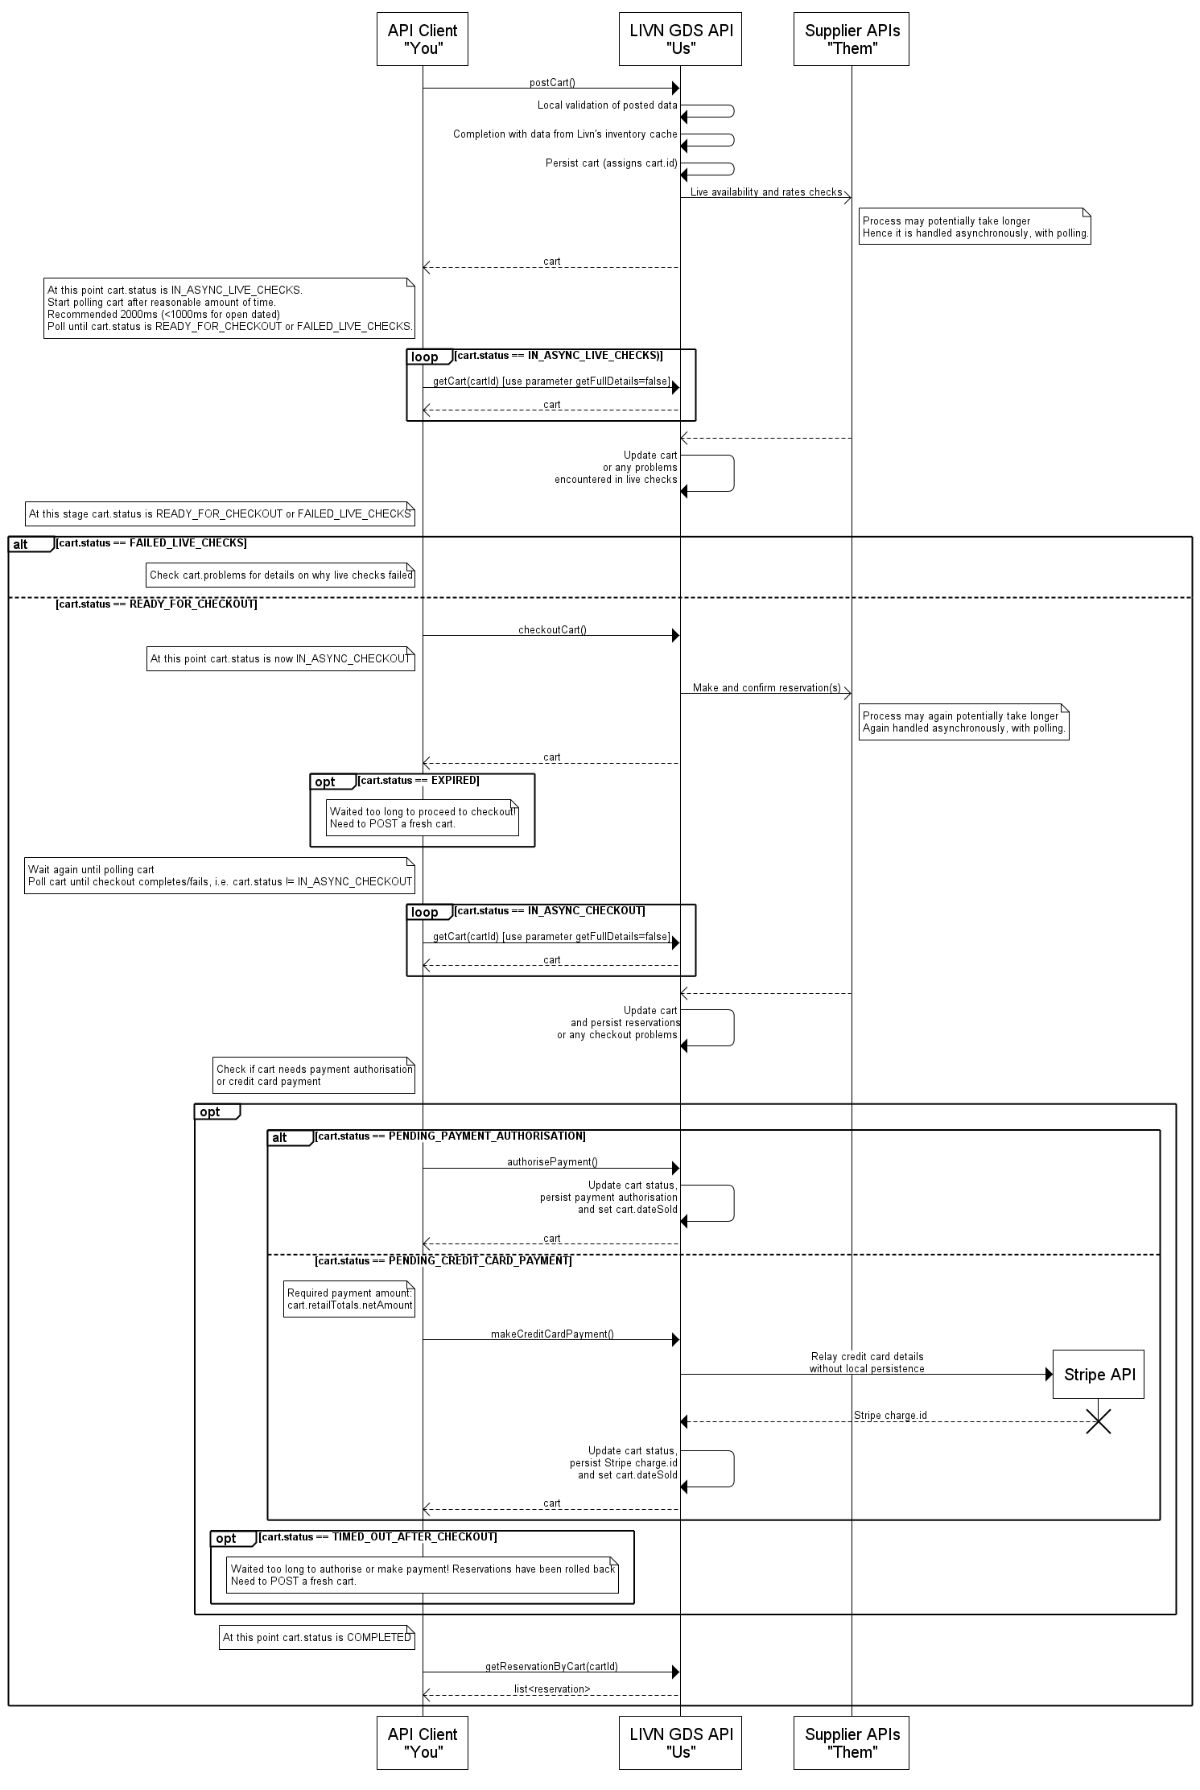 API Client
"You"
LIVN GDS API
"Us"
Supplier APIs
"Them"
postCart()
Local validation of posted data
Completion with data from Livn's inventory cache
Persist cart (assigns cart.id)
Live availability and rates checks
Process may potentially take longer
Hence it is handled asynchronously, with polling.
cart
At this point cart.status is IN_ASYNC_LIVE_CHECKS.
Start polling cart after reasonable amount of time.
Recommended 2000ms (<1000ms for open dated)
Poll until cart.status is READY_FOR_CHECKOUT or FAILED_LIVE_CHECKS.
loop [cart.status == IN_ASYNC_LIVE_CHECKS)]
getCart(cartId) [use parameter getFullDetails=false]
cart
Update cart
or any problems
encountered in live checks
At this stage cart.status is READY_FOR_CHECKOUT or FAILED_LIVE_CHECKS
alt [cart.status == FAILED_LIVE_CHECKS]
Check cart.problems for details on why live checks failed
[cart.status == READY_FOR_CHECKOUT]
checkoutCart()
At this point cart.status is now IN_ASYNC_CHECKOUT
Make and confirm reservation(s)
Process may again potentially take longer
Again handled asynchronously, with polling.
cart
opt [cart.status == EXPIRED]
Waited too long to proceed to checkout!
Need to POST a fresh cart.
Wait again until polling cart
Poll cart until checkout completes/fails, i.e. cart.status != IN_ASYNC_CHECKOUT
loop [cart.status == IN_ASYNC_CHECKOUT]
getCart(cartId) [use parameter getFullDetails=false]
cart
Update cart
and persist reservations
or any checkout problems
Check if cart needs payment authorisation
or credit card payment
opt
alt [cart.status == PENDING_PAYMENT_AUTHORISATION]
authorisePayment()
Update cart status,
persist payment authorisation
and set cart.dateSold
cart
[cart.status == PENDING_CREDIT_CARD_PAYMENT]
Required payment amount:
cart.retailTotals.netAmount
makeCreditCardPayment()
Relay credit card details
without local persistence
Stripe API
Stripe charge.id
Update cart status,
persist Stripe charge.id
and set cart.dateSold
cart
opt [cart.status == TIMED_OUT_AFTER_CHECKOUT]
Waited too long to authorise or make payment! Reservations have been rolled back
Need to POST a fresh cart.
At this point cart.status is COMPLETED
getReservationByCart(cartId)
list<reservation>
API Client
"You"
LIVN GDS API
"Us"
Supplier APIs
"Them"